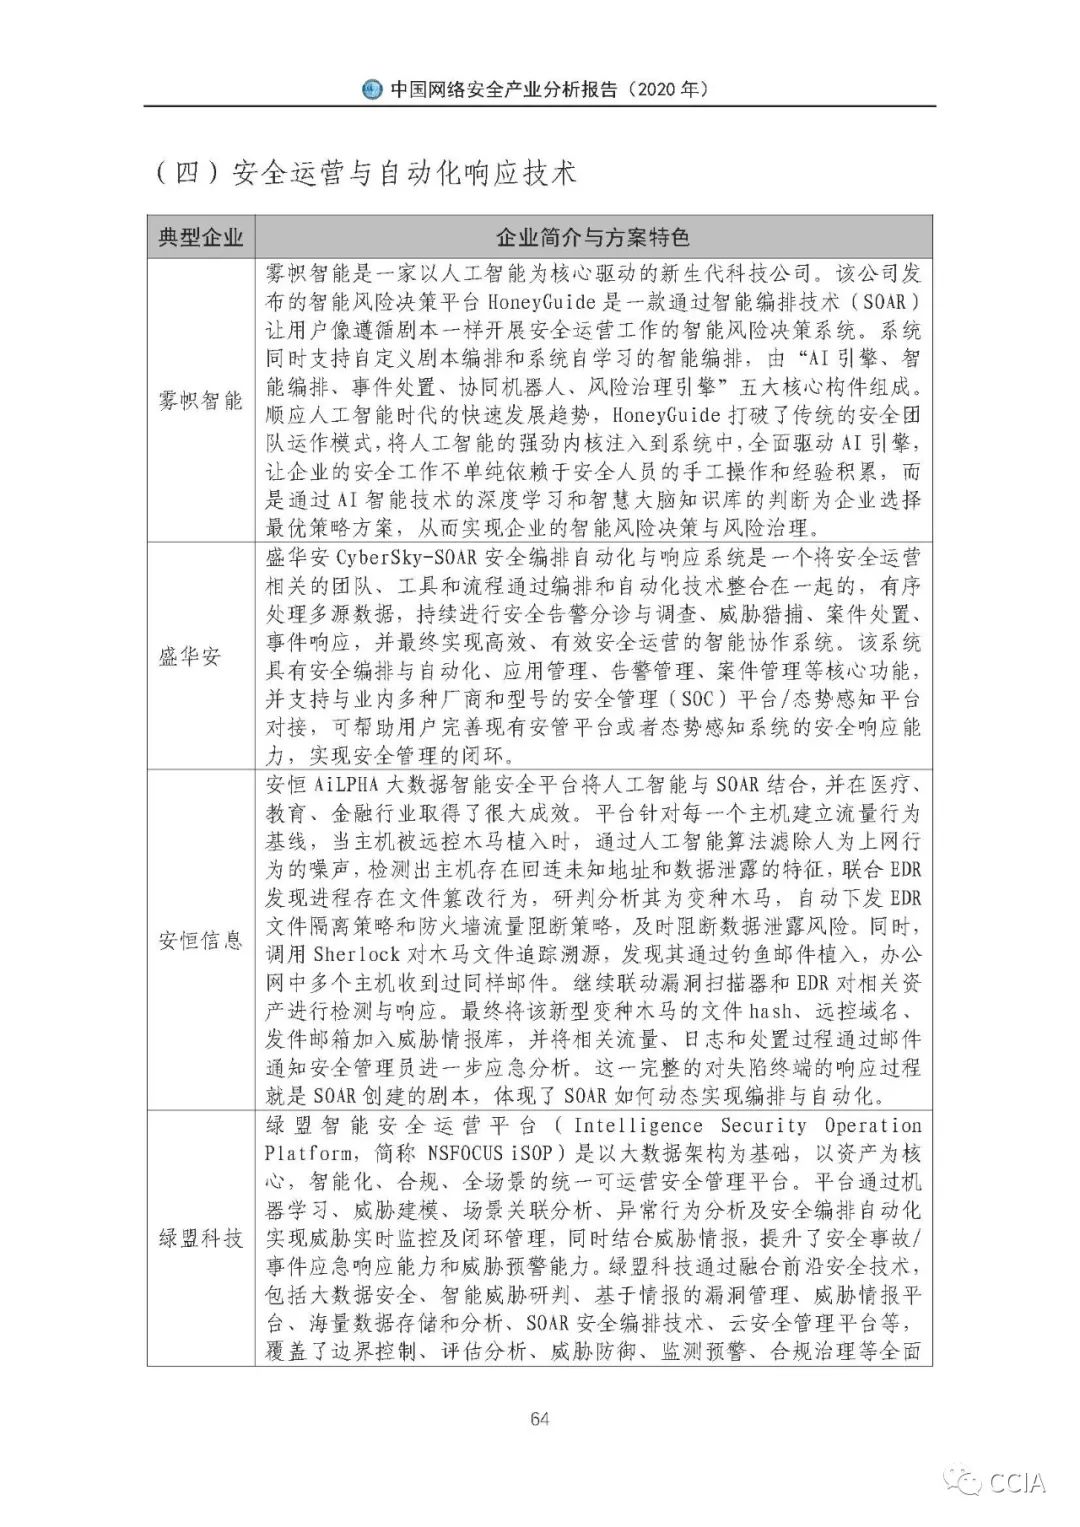 中国网络安全产业分析报告（2020 年）
（四）安全运营与自动化响应技术
典型企业
企业简介与方案特色
雾帜智能
雾帜智能是一家以人工智能为核心驱动的新生代科技公司。该公司发
布的智能风险决策平台 HoneyGuide 是一款通过智能编排技术（SOAR）
让用户像遵循剧本一样开展安全运营工作的智能风险决策系统。系统
同时支持自定义剧本编排和系统自学习的智能编排，由“AI 引擎、智
能编排、事件处置、协同机器人、风险治理引擎”五大核心构件组成。
顺应人工智能时代的快速发展趋势，HoneyGuide 打破了传统的安全团
队运作模式，将人工智能的强劲内核注入到系统中，全面驱动 AI 引擎，
让企业的安全工作不单纯依赖于安全人员的手工操作和经验积累，而
是通过 AI 智能技术的深度学习和智慧大脑知识库的判断为企业选择
最优策略方案，从而实现企业的智能风险决策与风险治理。
盛华安
盛华安 CyberSky-SOAR 安全编排自动化与响应系统是一个将安全运营
相关的团队、工具和流程通过编排和自动化技术整合在一起的，有序
处理多源数据，持续进行安全告警分诊与调查、威胁猎捕、案件处置、
事件响应，并最终实现高效、有效安全运营的智能协作系统。该系统
具有安全编排与自动化、应用管理、告警管理、案件管理等核心功能，
并支持与业内多种厂商和型号的安全管理（SOC）平台/态势感知平台
对接，可帮助用户完善现有安管平台或者态势感知系统的安全响应能
力，实现安全管理的闭环。
安恒信息
安恒 AiLPHA 大数据智能安全平台将人工智能与 SOAR 结合，并在医疗、
教育、金融行业取得了很大成效。平台针对每一个主机建立流量行为
基线，当主机被远控木马植入时，通过人工智能算法滤除人为上网行
为的噪声，检测出主机存在回连未知地址和数据泄露的特征，联合 EDR
发现进程存在文件篡改行为，研判分析其为变种木马，自动下发 EDR
文件隔离策略和防火墙流量阻断策略，及时阻断数据泄露风险。同时，
调用 Sherlock 对木马文件追踪溯源，发现其通过钓鱼邮件植入，办公
网中多个主机收到过同样邮件。继续联动漏洞扫描器和 EDR 对相关资
产进行检测与响应。最终将该新型变种木马的文件 hash、远控域名、
发件邮箱加入威胁情报库，并将相关流量、日志和处置过程通过邮件
通知安全管理员进一步应急分析。这一完整的对失陷终端的响应过程
就是 SOAR 创建的剧本，体现了 SOAR 如何动态实现编排与自动化。
绿盟科技
绿盟智能安全运营平台（Intelligence Security Operation
Platform，简称 NSFOCUS iSOP）是以大数据架构为基础，以资产为核
心，智能化、合规、全场景的统一可运营安全管理平台。平台通过机
器学习、威胁建模、场景关联分析、异常行为分析及安全编排自动化
实现威胁实时监控及闭环管理，同时结合威胁情报，提升了安全事故/
事件应急响应能力和威胁预警能力。绿盟科技通过融合前沿安全技术，
包括大数据安全、智能威胁研判、基于情报的漏洞管理、威胁情报平
台、海量数据存储和分析、SOAR 安全编排技术、云安全管理平台等，
覆盖了边界控制、评估分析、威胁防御、监测预警、合规治理等全面
64
CCIA